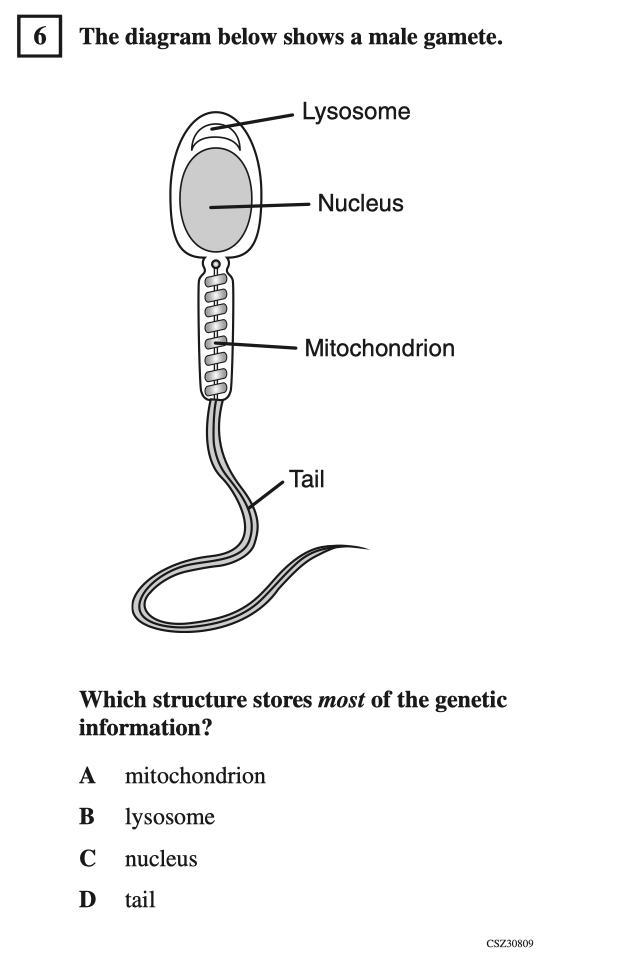 6 The diagram below shows a male gamete.
Lysosome
Nucleus
Mitochondrion
Tail
Which structure stores most of the genetic
information?
A mitochondrion
B lysosome
C nucleus
D tail
CSZ30809